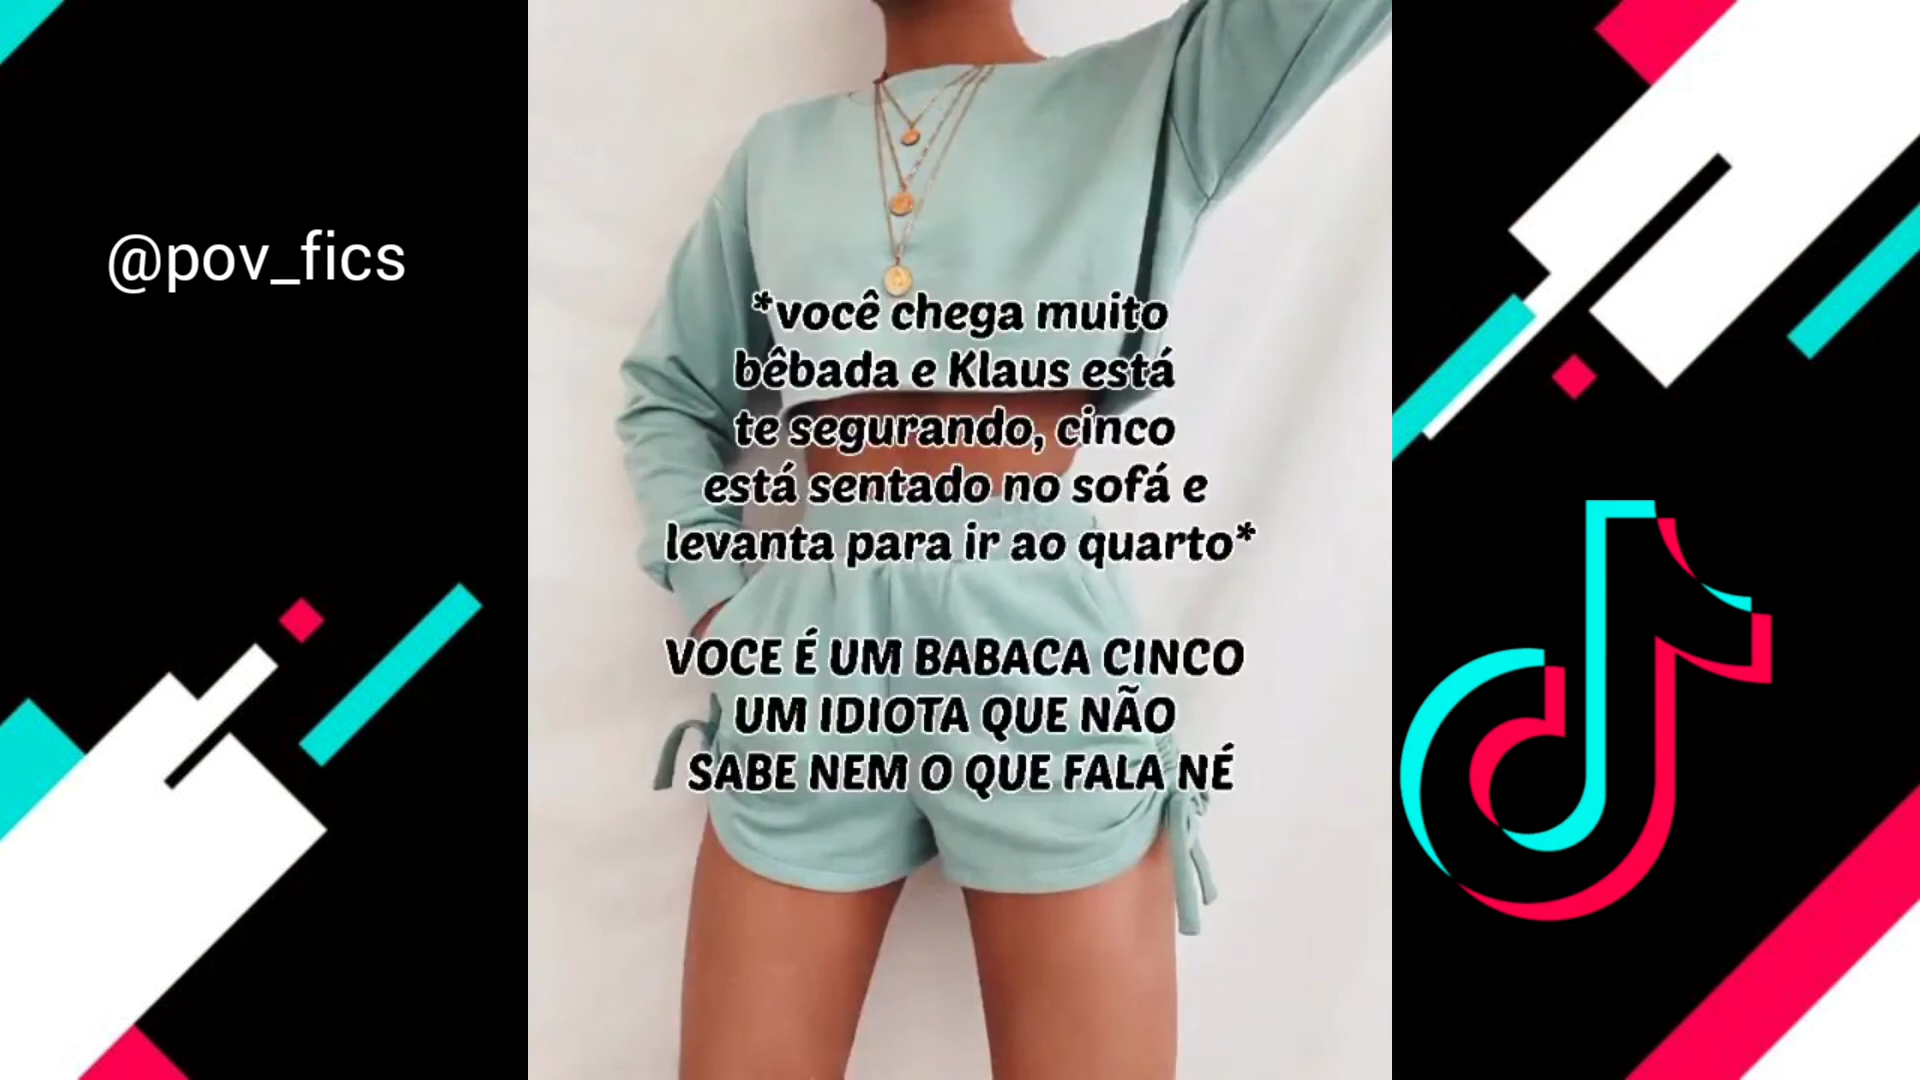 @pov_fics
*você chega muito
bêbada e Klaus está
te segurando, cinco
está sentado no sofá e
levanta para ir ao quarto*
VOCE É UM BABACA CINCO
UM IDIOTA QUE NÃO
SABE NEM O QUE FALA NÉ